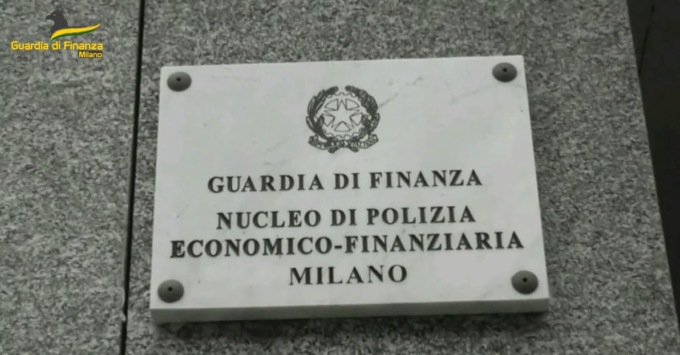 Guardia di Finanza
Milano
GUARDIA DI FINANZA
NUCLEO DI POLIZIA
ECONOMICO-FINANZIARIA
MILANO